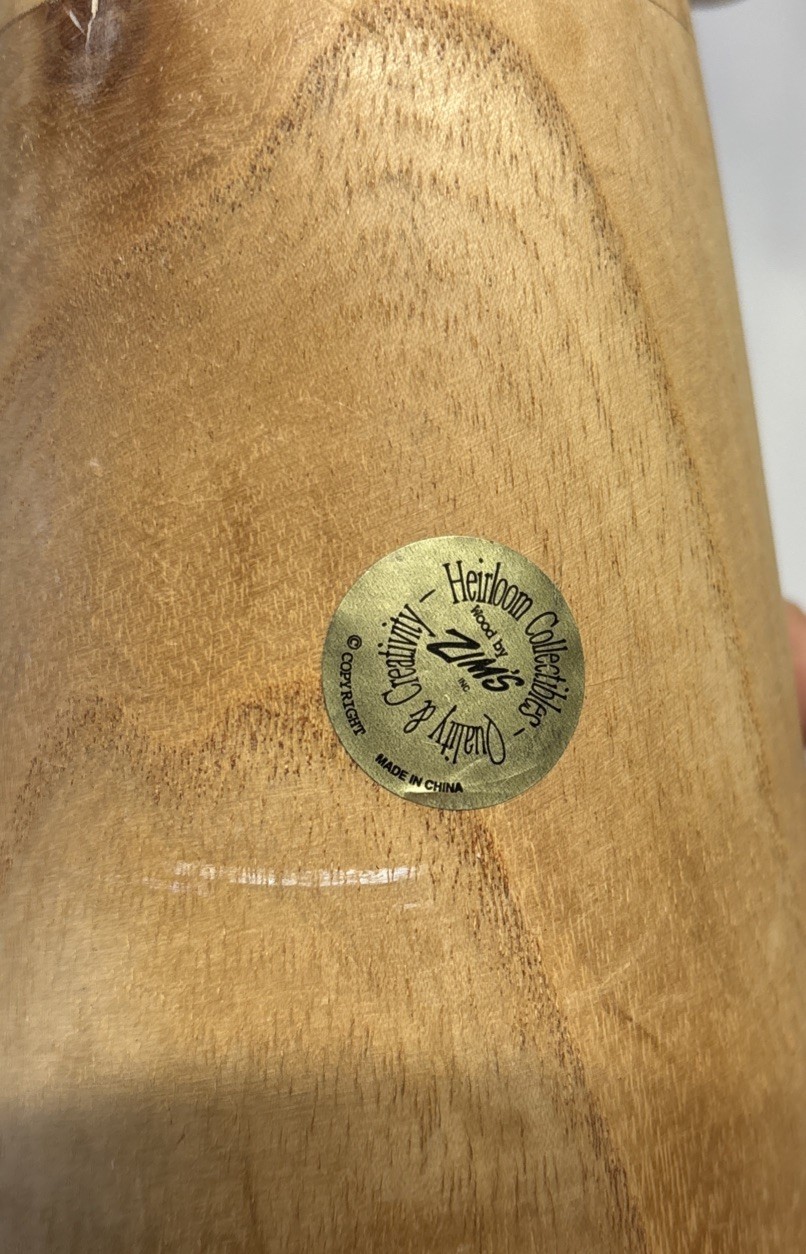 Heirloom Collectibles -
Quality & Creativity -
Wood by
ZIM'S
INC.
© COPYRIGHT
MADE IN CHINA